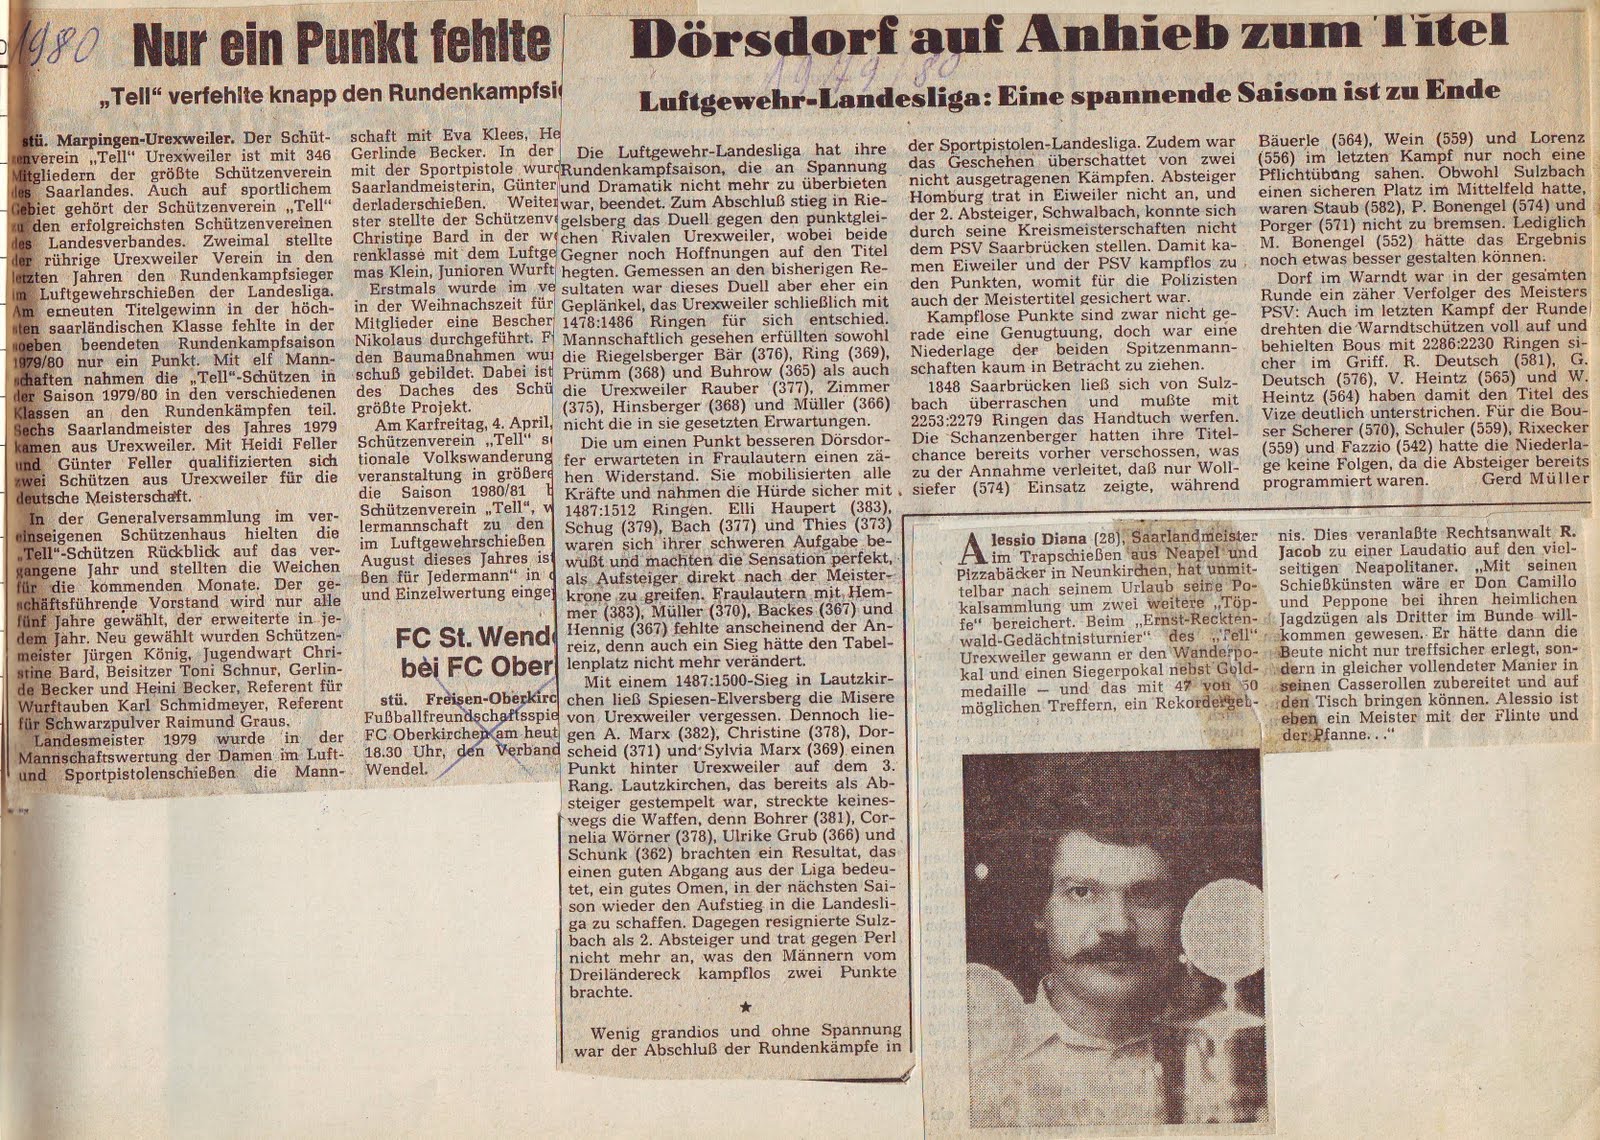 1980
Nur ein Punkt fehlte
„Tell“ verfehlte knapp den Rundenkampfsi
stü. Marpingen-Urexweiler. Der Schüt-
zenverein „Tell“ Urexweiler ist mit 346
Mitgliedern der größte Schützenverein
des Saarlandes. Auch auf sportlichem
Gebiet gehört der Schützenverein „Tell“
zu den erfolgreichsten Schützenvereinen
des Landesverbandes. Zweimal stellte
der rührige Urexweiler Verein in den
letzten Jahren den Rundenkampfsieger
im Luftgewehrschießen der Landesliga.
Am erneuten Titelgewinn in der höch-
sten saarländischen Klasse fehlte in der
soeben beendeten Rundenkampfsaison
1979/80 nur ein Punkt. Mit elf Mann-
schaften nahmen die „Tell“-Schützen in
der Saison 1979/80 in den verschiedenen
Klassen an den Rundenkämpfen teil.
Sechs Saarlandmeister des Jahres 1979
kamen aus Urexweiler. Mit Heidi Feller
und Günter Feller qualifizierten sich
zwei Schützen aus Urexweiler für die
deutsche Meisterschaft.
In der Generalversammlung im ver-
einseigenen Schützenhaus hielten die
„Tell“-Schützen Rückblick auf das ver-
gangene Jahr und stellten die Weichen
für die kommenden Monate. Der ge-
schäftsführende Vorstand wird nur alle
fünf Jahre gewählt, der erweiterte in je-
dem Jahr. Neu gewählt wurden Schützen-
meister Jürgen König, Jugendwart Chri-
stine Bard, Beisitzer Toni Schnur, Gerlin-
de Becker und Heini Becker, Referent für
Wurftauben Karl Schmidmeyer, Referent
für Schwarzpulver Raimund Graus.
Landesmeister 1979 wurde in der
Mannschaftswertung der Damen im Luft-
und Sportpistolenschießen die Mann-
schaft mit Eva Klees, He
Gerlinde Becker. In der
mit der Sportpistole wurd
Saarlandmeisterin, Günter
derladerschießen. Weiter
ster stellte der Schützenve
Christine Bard in der we
renklasse mit dem Luftge
mas Klein, Junioren Wurft
Erstmals wurde im ve
in der Weihnachszeit für
Mitglieder eine Bescher
Nikolaus durchgeführt. F
den Baumaßnahmen wu
schuß gebildet. Dabei ist
des Daches des Schü
größte Projekt.
Am Karfreitag, 4. April,
Schützenverein „Tell“ s
tionale Volkswanderung
veranstaltung in größere
die Saison 1980/81 b
Schützenverein „Tell“, v
lermannschaft zu den
im Luftgewehrschießen
August dieses Jahres ist
ßen für Jedermann“ in
und Einzelwertung einge
FC St. Wend
bei FC Ober
stü. Freisen-Oberkirc
Fußballfreundschaftsspie
FC Oberkirchen am heut
18.30 Uhr, den Verband
Wendel.
Dörsdorf auf Anhieb zum Titel
1979/80
Luftgewehr-Landesliga: Eine spannende Saison ist zu Ende
Die Luftgewehr-Landesliga hat ihre
Rundenkampfsaison, die an Spannung
und Dramatik nicht mehr zu überbieten
war, beendet. Zum Abschluß stieg in Rie-
gelsberg das Duell gegen den punktglei-
chen Rivalen Urexweiler, wobei beide
Gegner noch Hoffnungen auf den Titel
hegten. Gemessen an den bisherigen Re-
sultaten war dieses Duell aber eher ein
Geplänkel, das Urexweiler schließlich mit
1478:1486 Ringen für sich entschied.
Mannschaftlich gesehen erfüllten sowohl
die Riegelsberger Bär (376), Ring (369),
Prümm (368) und Buhrow (365) als auch
die Urexweiler Rauber (377), Zimmer
(375), Hinsberger (368) und Müller (366)
nicht die in sie gesetzten Erwartungen.
Die um einen Punkt besseren Dörsdor-
fer erwarteten in Fraulautern einen zä-
hen Widerstand. Sie mobilisierten alle
Kräfte und nahmen die Hürde sicher mit
1487:1512 Ringen. Elli Haupert (383),
Schug (379), Bach (377) und Thies (373)
waren sich ihrer schweren Aufgabe be-
wußt und machten die Sensation perfekt,
als Aufsteiger direkt nach der Meister-
krone zu greifen. Fraulautern mit Hem-
mer (383), Müller (370), Backes (367) und
Hennig (367) fehlte anscheinend der An-
reiz, denn auch ein Sieg hätte den Tabel-
lenplatz nicht mehr verändert.
Mit einem 1487:1500-Sieg in Lautzkir-
chen ließ Spiesen-Elversberg die Misere
von Urexweiler vergessen. Dennoch lie-
gen A. Marx (382), Christine (378), Dor-
scheid (371) und Sylvia Marx (369) einen
Punkt hinter Urexweiler auf dem 3.
Rang. Lautzkirchen, das bereits als Ab-
steiger gestempelt war, streckte keines-
wegs die Waffen, denn Bohrer (381), Cor-
nelia Wörner (378), Ulrike Grub (366) und
Schunk (362) brachten ein Resultat, das
einen guten Abgang aus der Liga bedeu-
tet, ein gutes Omen, in der nächsten Sai-
son wieder den Aufstieg in die Landesli-
ga zu schaffen. Dagegen resignierte Sulz-
bach als 2. Absteiger und trat gegen Perl
nicht mehr an, was den Männern vom
Dreiländereck kampflos zwei Punkte
brachte.
★
Wenig grandios und ohne Spannung
war der Abschluß der Rundenkämpfe in
der Sportpistolen-Landesliga. Zudem war
das Geschehen überschattet von zwei
nicht ausgetragenen Kämpfen. Absteiger
Homburg trat in Eiweiler nicht an, und
der 2. Absteiger, Schwalbach, konnte sich
durch seine Kreismeisterschaften nicht
dem PSV Saarbrücken stellen. Damit ka-
men Eiweiler und der PSV kampflos zu
den Punkten, womit für die Polizisten
auch der Meistertitel gesichert war.
Kampflose Punkte sind zwar nicht ge-
rade eine Genugtuung, doch war eine
Niederlage der beiden Spitzenmann-
schaften kaum in Betracht zu ziehen.
1848 Saarbrücken ließ sich von Sulz-
bach überraschen und mußte mit
2253:2279 Ringen das Handtuch werfen.
Die Schanzenberger hatten ihre Titel-
chance bereits vorher verschossen, was
zu der Annahme verleitet, daß nur Woll-
siefer (574) Einsatz zeigte, während
Bäuerle (564), Wein (559) und Lorenz
(556) im letzten Kampf nur noch eine
Pflichtübung sahen. Obwohl Sulzbach
einen sicheren Platz im Mittelfeld hatte,
waren Staub (582), P. Bonengel (574) und
Porger (571) nicht zu bremsen. Lediglich
M. Bonengel (552) hätte das Ergebnis
noch etwas besser gestalten können.
Dorf im Warndt war in der gesamten
Runde ein zäher Verfolger des Meisters
PSV: Auch im letzten Kampf der Runde
drehten die Warndtschützen voll auf und
behielten Bous mit 2286:2230 Ringen si-
cher im Griff. R. Deutsch (581), G.
Deutsch (576), V. Heintz (565) und W.
Heintz (564) haben damit den Titel des
Vize deutlich unterstrichen. Für die Bou-
ser Scherer (570), Schuler (559), Rixecker
(559) und Fazzio (542) hatte die Niederla-
ge keine Folgen, da die Absteiger bereits
programmiert waren. Gerd Müller
Alessio Diana (28), Saarlandmeister
im Trapschießen aus Neapel und
Pizzabäcker in Neunkirchen, hat unmit-
telbar nach seinem Urlaub seine Po-
kalsammlung um zwei weitere „Töp-
fe“ bereichert. Beim „Ernst-Reckten-
wald-Gedächtnisturnier“ des „Tell“
Urexweiler gewann er den Wanderpo-
kal und einen Siegerpokal nebst Gold-
medaille — und das mit 47 von 50
möglichen Treffern, ein Rekordergeb-
nis. Dies veranlaßte Rechtsanwalt R.
Jacob zu einer Laudatio auf den viel-
seitigen Neapolitaner. „Mit seinen
Schießkünsten wäre er Don Camillo
und Peppone bei ihren heimlichen
Jagdzügen als Dritter im Bunde will-
kommen gewesen. Er hätte dann die
Beute nicht nur treffsicher erlegt, son-
dern in gleicher vollendeter Manier in
seinen Casserollen zubereitet und auf
den Tisch bringen können. Alessio ist
eben ein Meister mit der Flinte und
der Pfanne...“